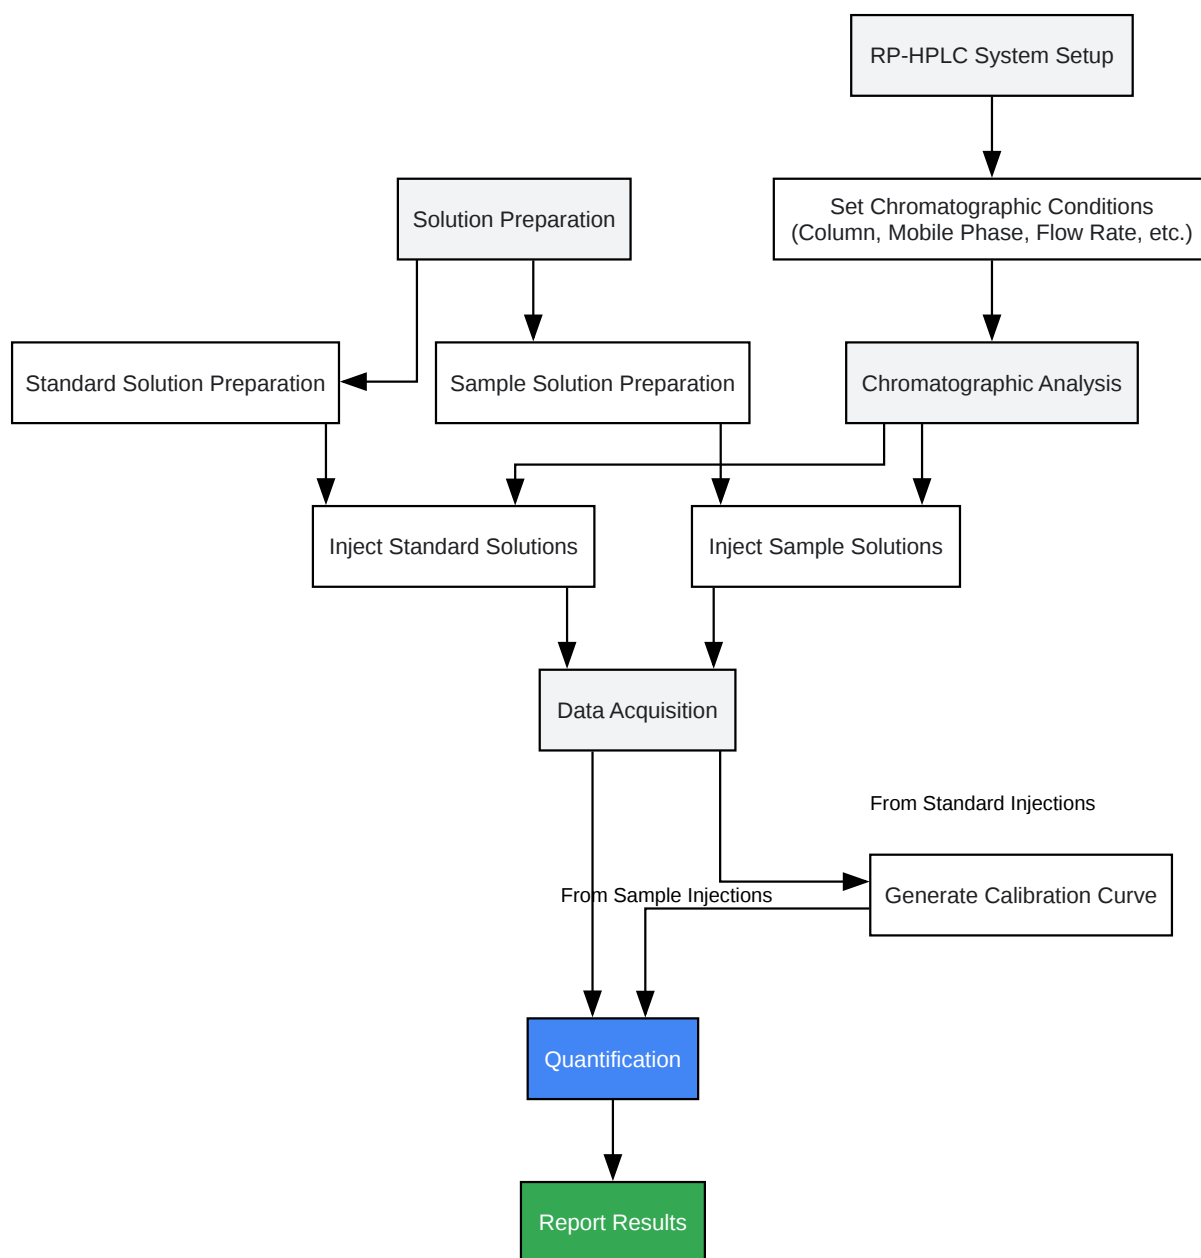 RP-HPLC System Setup
Solution Preparation
Set Chromatographic Conditions
(Column, Mobile Phase, Flow Rate, etc.)
Standard Solution Preparation
Sample Solution Preparation
Chromatographic Analysis
Inject Standard Solutions
Inject Sample Solutions
Data Acquisition
From Standard Injections
From Sample Injections
Generate Calibration Curve
Quantification
Report Results